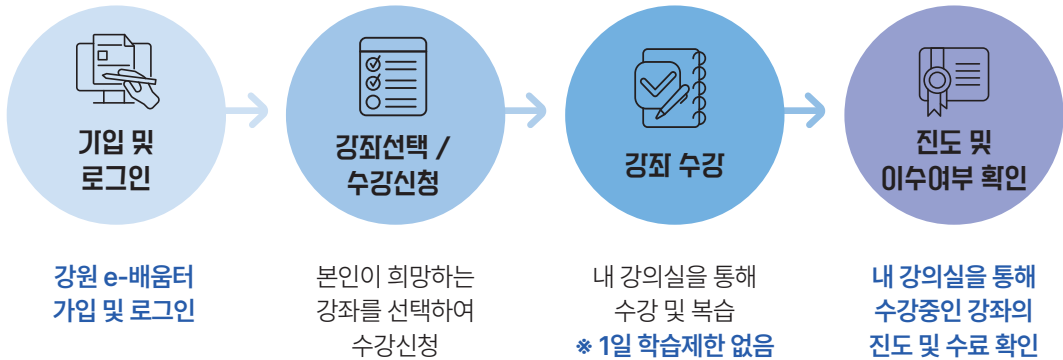 가입 및
로그인
강좌선택 /
수강신청
강좌 수강
진도 및
이수여부 확인
강원 e-배움터
가입 및 로그인
본인이 희망하는
강좌를 선택하여
수강신청
내 강의실을 통해
수강 및 복습
※ 1일 학습제한 없음
내 강의실을 통해
수강중인 강좌의
진도 및 수료 확인